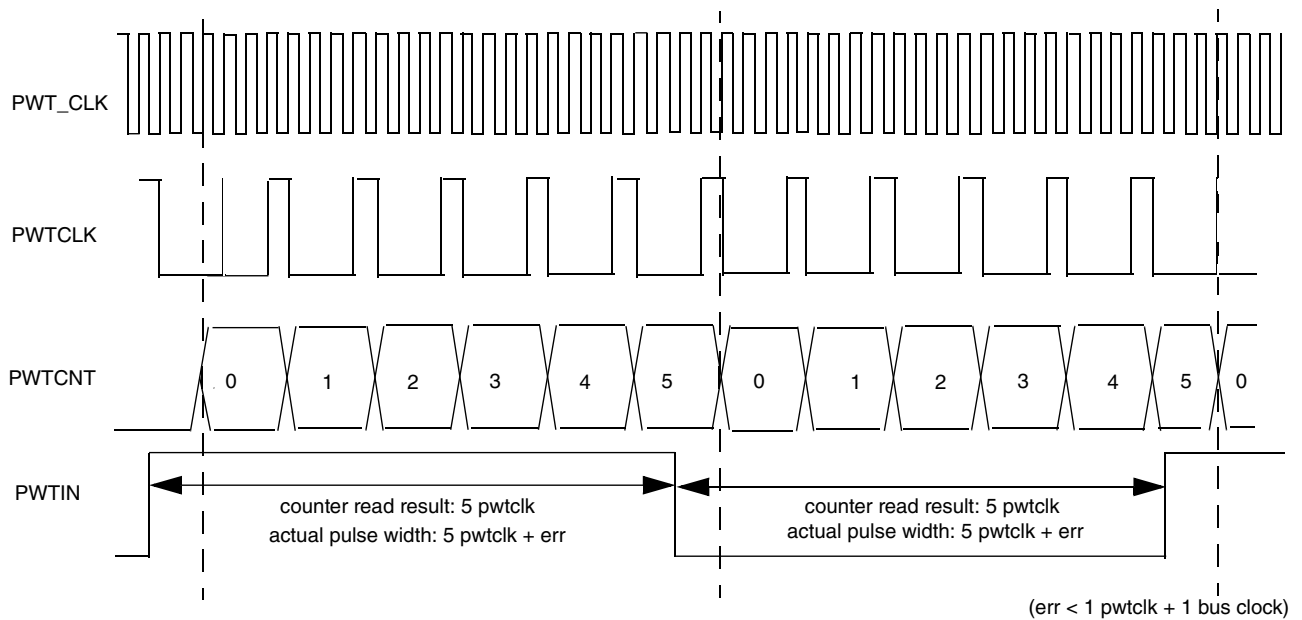 PWT_CLK
PWTCLK
PWTCNT
0 1 2 3 4 5 0 1 2 3 4 5 0
PWTIN
counter read result: 5 pwtclk
actual pulse width: 5 pwtclk + err
counter read result: 5 pwtclk
actual pulse width: 5 pwtclk + err
(err < 1 pwtclk + 1 bus clock)